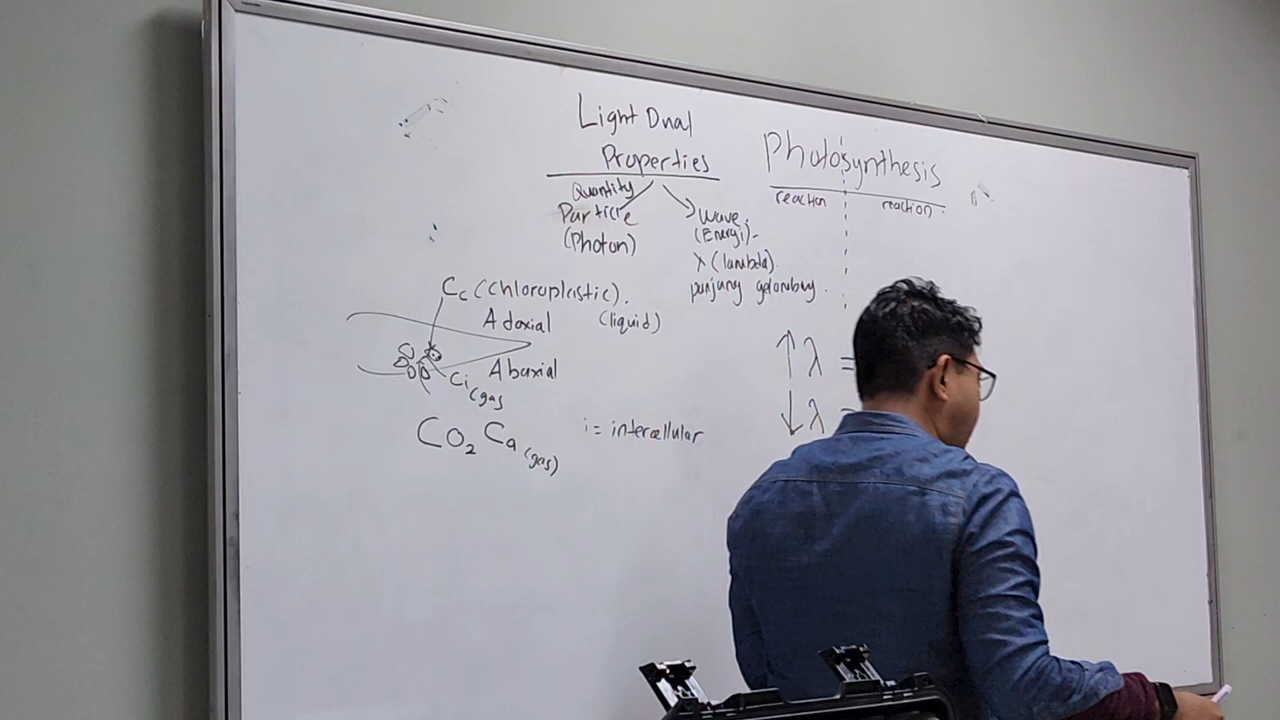 Light Dual
Properties
Quantity
Particle
(Photon)
Wave.
(Energi)-
λ (lambda).
panjang gelombang.
Photosynthesis
reaction
reaction.
Cc (Chloroplastic).
(liquid)
Adaxial
Abaxial
Ci (gas
CO₂ Ca (gas)
i = intercellular
↑ λ =
↓ λ =